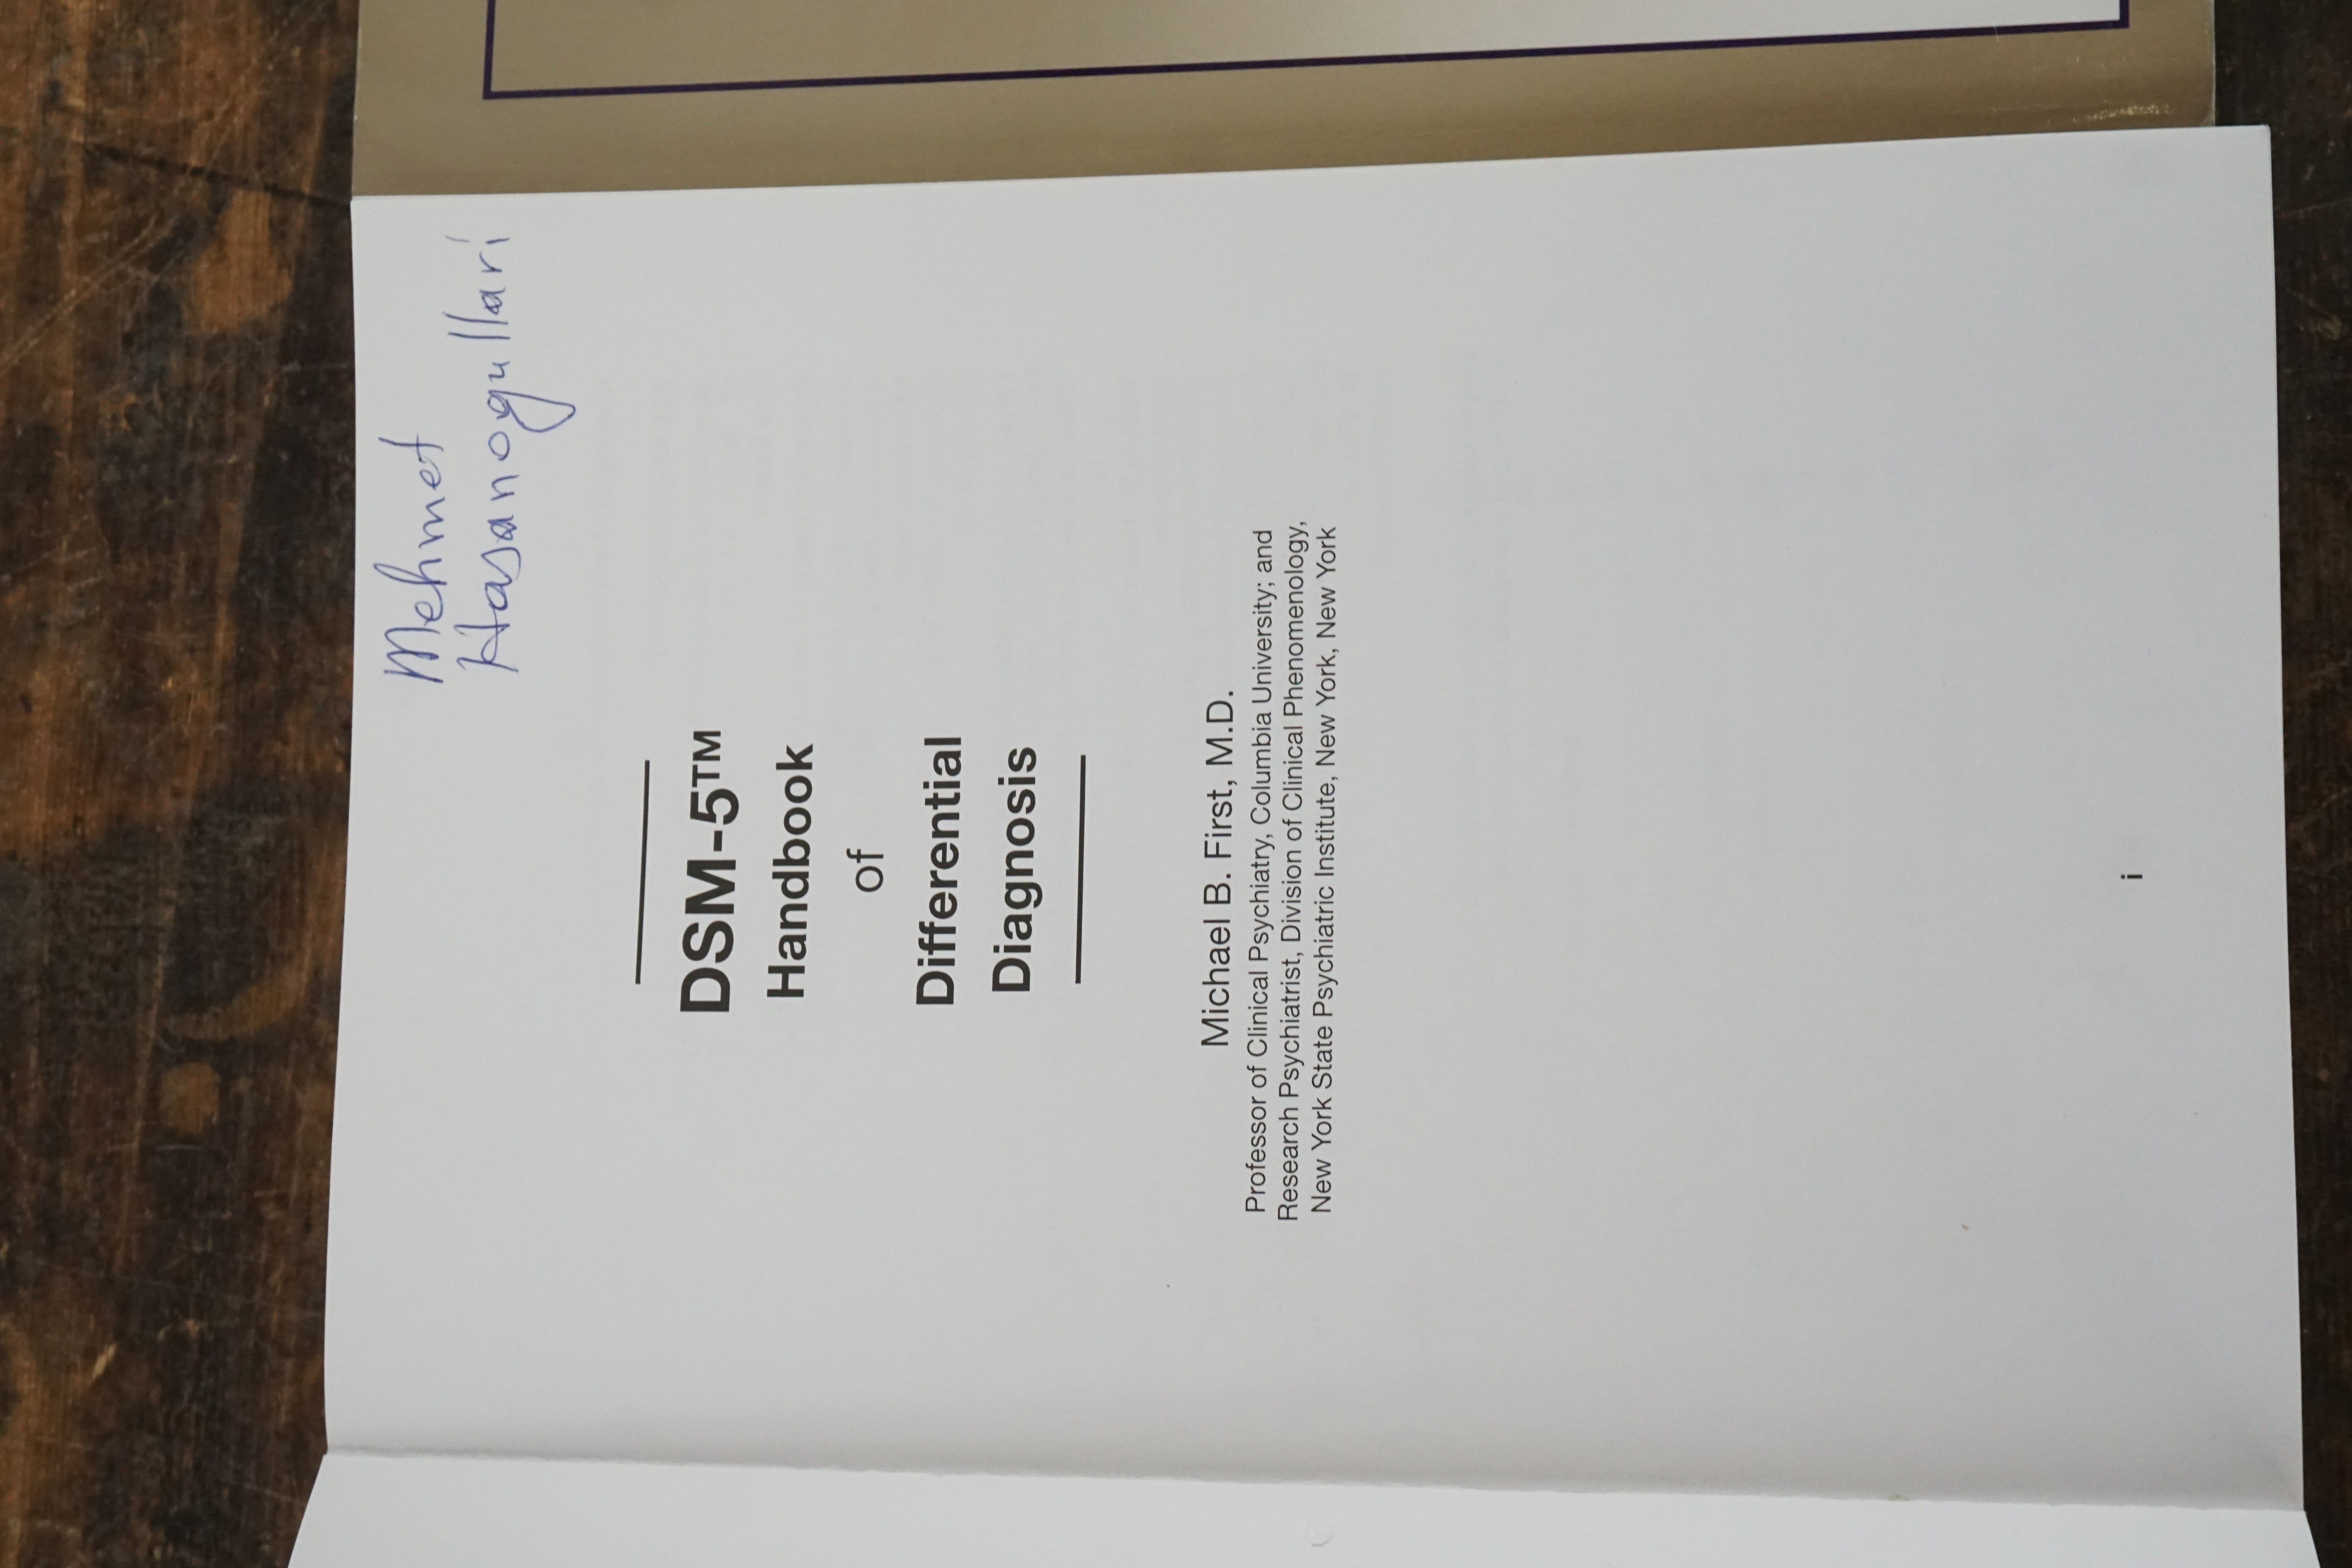 Mehmet
Hasanogullari
DSM-5™
Handbook
of
Differential
Diagnosis
Michael B. First, M.D.
Professor of Clinical Psychiatry, Columbia University; and
Research Psychiatrist, Division of Clinical Phenomenology,
New York State Psychiatric Institute, New York, New York
i